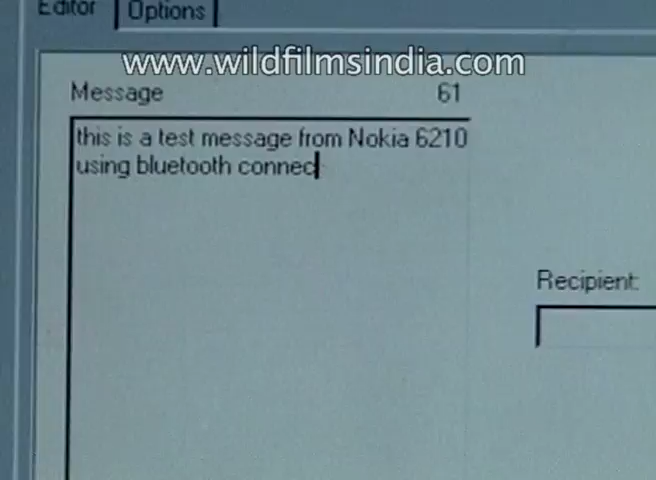 Editor Options
www.wildfilmsindia.com
Message 61
this is a test message from Nokia 6210
using bluetooth connec
Recipient: